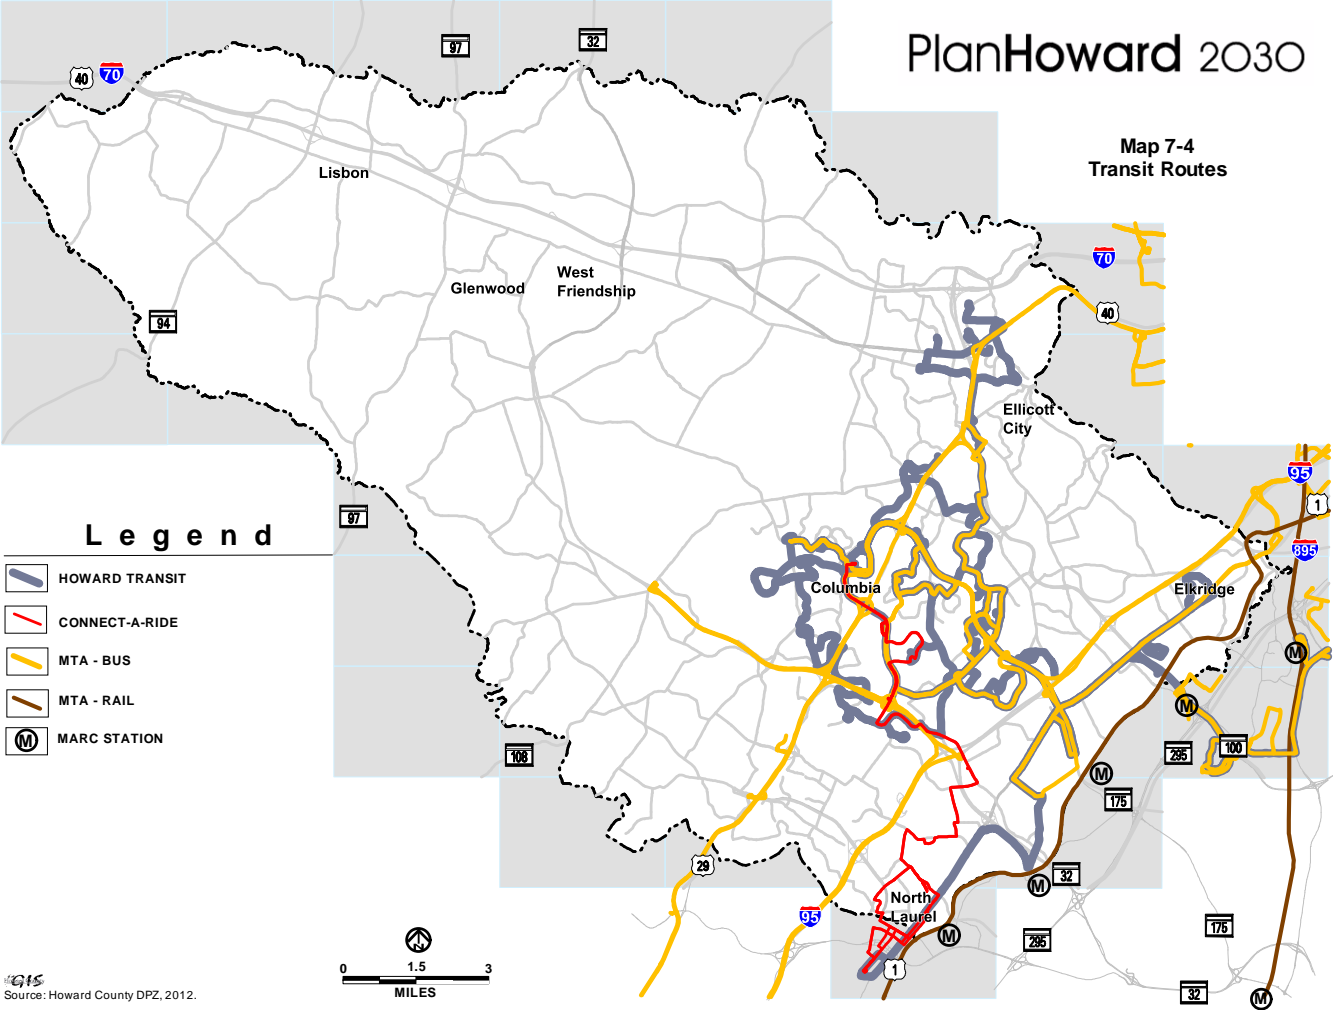 PlanHoward 2030
Map 7-4
Transit Routes
97
32
40
70
Lisbon
70
West
Friendship
Glenwood
40
94
Ellicott
City
95
1
97
895
Legend
HOWARD TRANSIT
CONNECT-A-RIDE
MTA - BUS
MTA - RAIL
M MARC STATION
Columbia
Elkridge
M
M
108
295
100
M
175
29
32
M
North
Laurel
95
175
M
295
1
0 1.5 3
MILES
32
M
GIS
Source: Howard County DPZ, 2012.